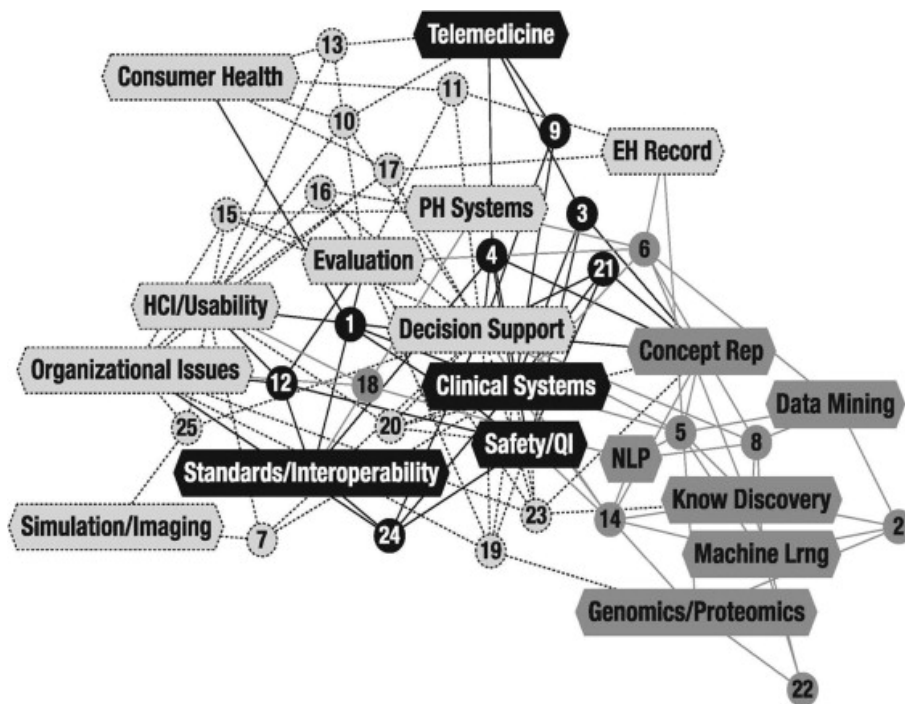 Telemedicine
13
Consumer Health
11
10
9
EH Record
17
16
PH Systems
3
15
6
Evaluation
4
21
HCI/Usability
1
Decision Support
Concept Rep
Organizational Issues
12
18
Clinical Systems
Data Mining
25
20
5
8
Safety/QI
NLP
Standards/Interoperability
Know Discovery
Simulation/Imaging
23
14
2
7
24
19
Machine Lrng
Genomics/Proteomics
22